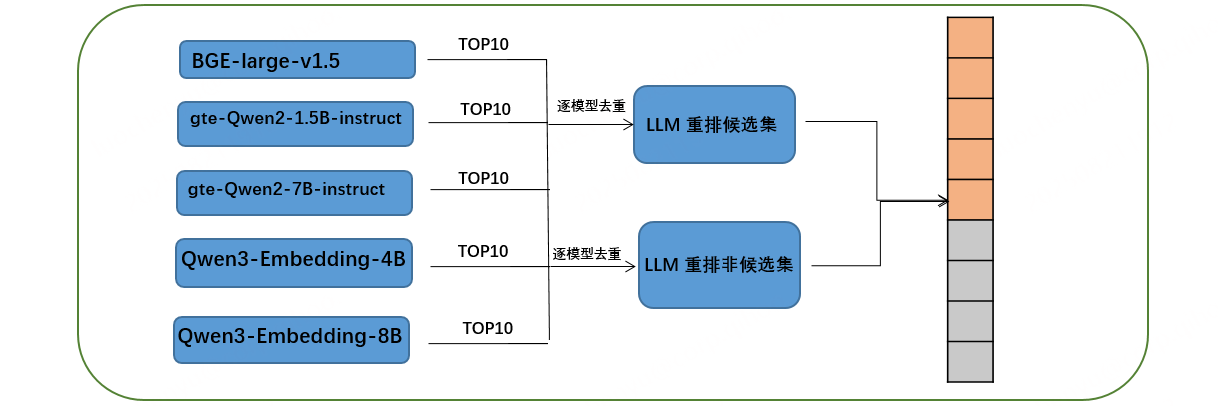 BGE-large-v1.5
TOP10
gte-Qwen2-1.5B-instruct
TOP10
gte-Qwen2-7B-instruct
TOP10
Qwen3-Embedding-4B
TOP10
Qwen3-Embedding-8B
TOP10
逐模型去重
LLM 重排候选集
逐模型去重
LLM 重排非候选集